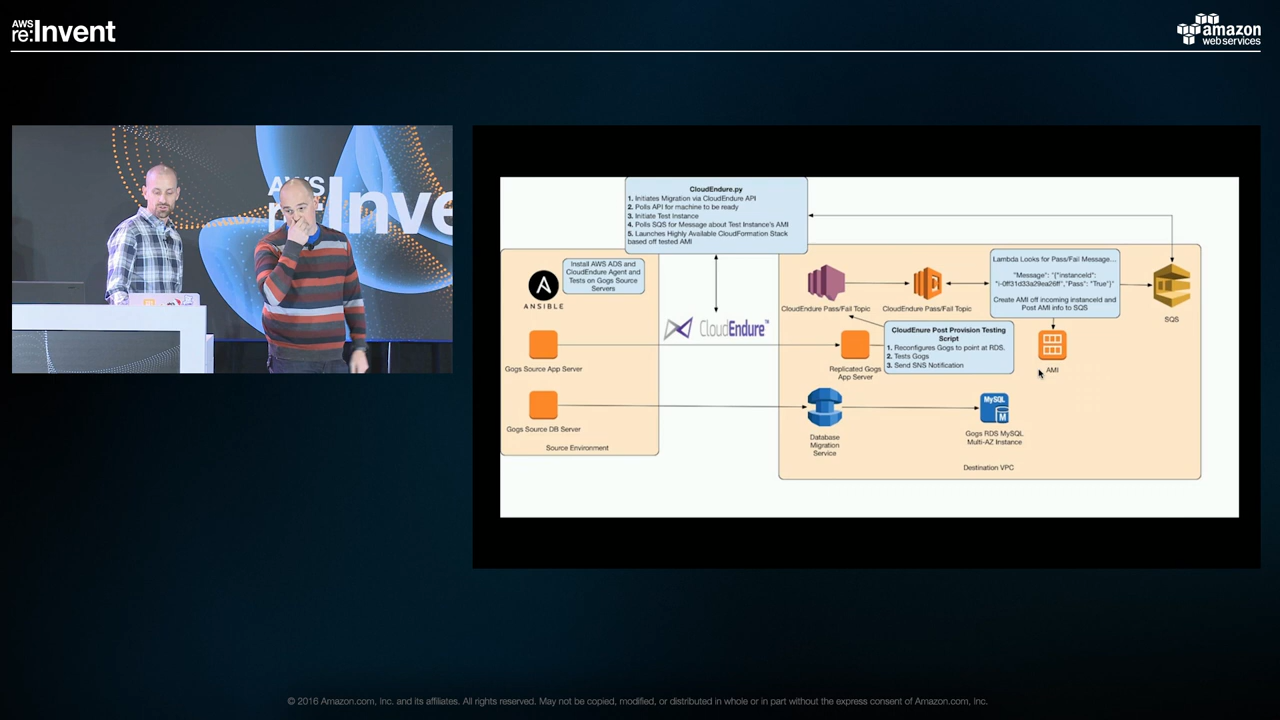 AWS
re:Invent
amazon
web services
AWS
Inve
CloudEndure.py
1. Initiates Migration via CloudEndure API
2. Polls API for machine to be ready
3. Initiate Test Instance
4. Polls SQS for Message about Test Instance's AMI
5. Launches Highly Available CloudFormation Stack
based off tested AMI
ANSIBLE
Install AWS ADS and
CloudEndure Agent and
Tests on Gogs Source
Servers
Gogs Source App Server
Gogs Source DB Server
Source Environment
CloudEndure™
CloudEndure Pass/Fail Topic
CloudEndure Pass/Fail Topic
Lambda Looks for Pass/Fail Message...
"Message": "{"instanceId":
"i-0ff31d33a29ea26ff","Pass": "True"}"
Create AMI off incoming instanceId and
Post AMI info to SQS
SQS
Replicated Gogs
App Server
CloudEnure Post Provision Testing
Script
1. Reconfigures Gogs to point at RDS.
2. Tests Gogs
3. Send SNS Notification
AMI
Database
Migration
Service
MySQL
M
Gogs RDS MySQL
Multi-AZ Instance
Destination VPC
© 2016 Amazon.com, Inc. and its affiliates. All rights reserved. May not be copied, modified, or distributed in whole or in part without the express consent of Amazon.com, Inc.